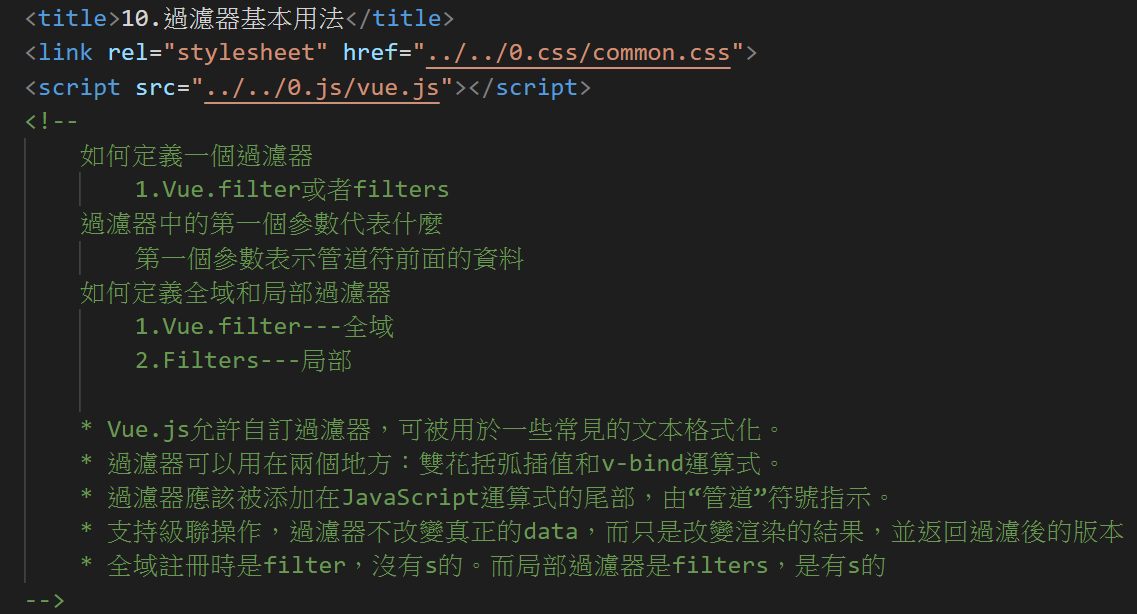 <title>10.過濾器基本用法</title>
<link rel="stylesheet" href="../../0.css/common.css">
<script src="../../0.js/vue.js"></script>
<!--
如何定義一個過濾器
1.Vue.filter或者filters
過濾器中的第一個參數代表什麼
第一個參數表示管道符前面的資料
如何定義全域和局部過濾器
1.Vue.filter---全域
2.Filters---局部
* Vue.js允許自訂過濾器，可被用於一些常見的文本格式化。
* 過濾器可以用在兩個地方：雙花括弧插值和v-bind運算式。
* 過濾器應該被添加在JavaScript運算式的尾部，由“管道”符號指示。
* 支持級聯操作，過濾器不改變真正的data，而只是改變渲染的結果，並返回過濾後的版本
* 全域註冊時是filter，沒有s的。而局部過濾器是filters，是有s的
-->